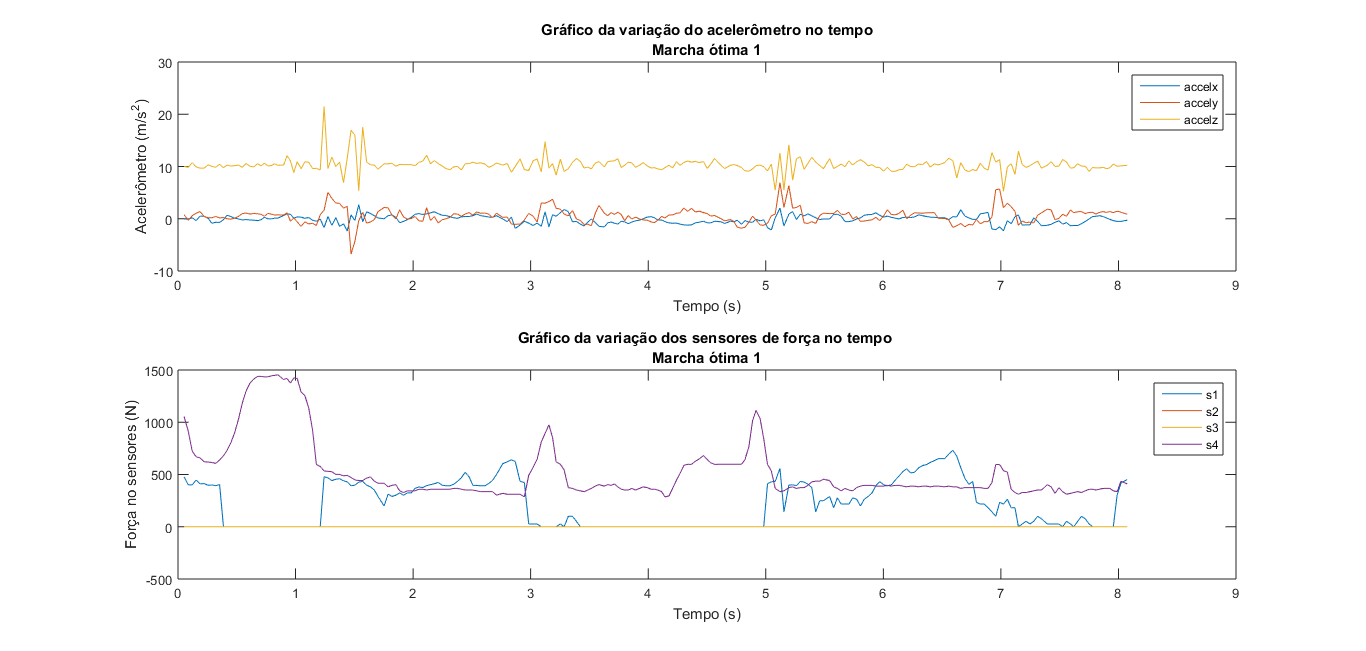 Gráfico da variação do acelerômetro no tempo
Marcha ótima 1
Acelerômetro (m/s²)
30
20
10
0
-10
accelx
accely
accelz
0 1 2 3 4 5 6 7 8 9
Tempo (s)
Gráfico da variação dos sensores de força no tempo
Marcha ótima 1
Força no sensores (N)
1500
1000
500
0
-500
s1
s2
s3
s4
0 1 2 3 4 5 6 7 8 9
Tempo (s)